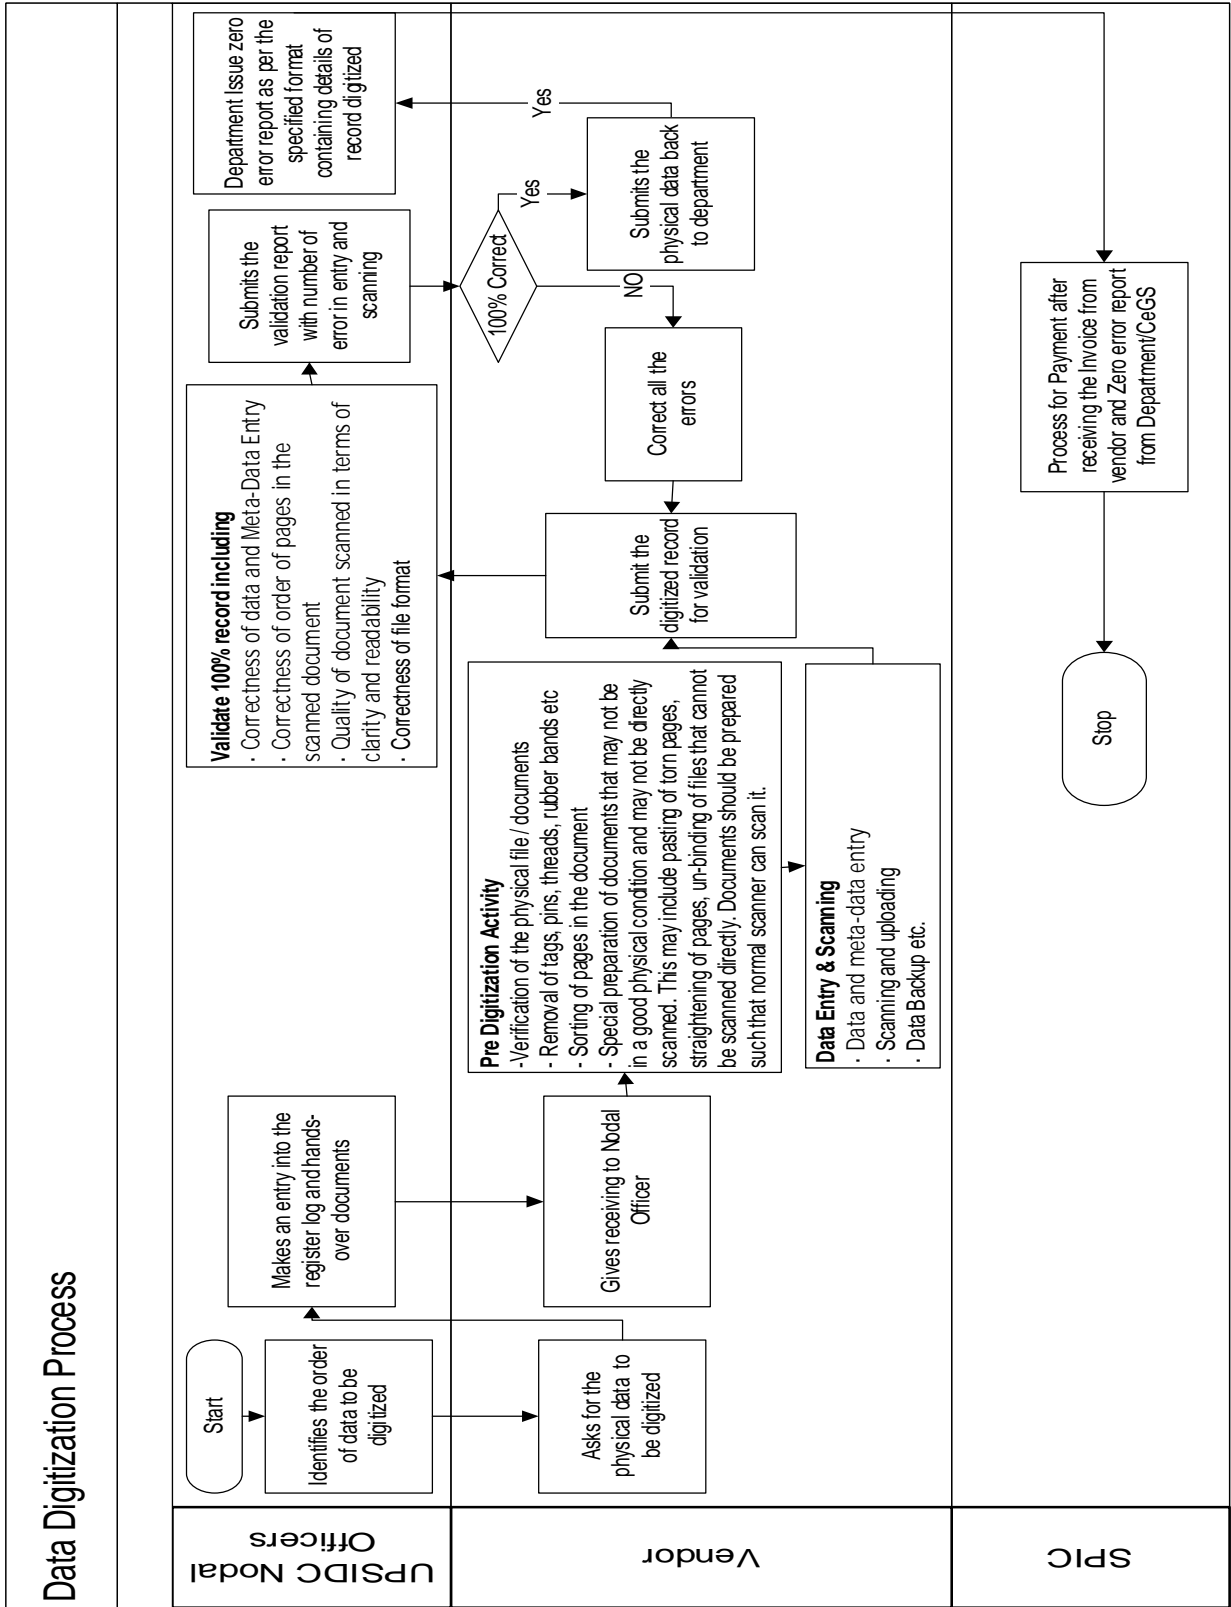 Data Digitization Process
UPSIDC Nodal
Officers
Start
Identifies the order
of data to be
digitized
Makes an entry into the
register log and hands-
over documents
Validate 100% record including
· Correctness of data and Meta-Data Entry
· Correctness of order of pages in the
scanned document
· Quality of document scanned in terms of
clarity and readability
· Correctness of file format
Submits the
validation report
with number of
error in entry and
scanning
Department Issue zero
error report as per the
specified format
containing details of
record digitized
Vendor
Asks for the
physical data to
be digitized
Gives receiving to Nodal
Officer
Pre Digitization Activity
-Verification of the physical file / documents
- Removal of tags, pins, threads, rubber bands etc
- Sorting of pages in the document
- Special preparation of documents that may not be
in a good physical condition and may not be directly
scanned. This may include pasting of torn pages,
straightening of pages, un-binding of files that cannot
be scanned directly. Documents should be prepared
such that normal scanner can scan it.
Data Entry & Scanning
· Data and meta-data entry
· Scanning and uploading
· Data Backup etc.
Submit the
digitized record
for validation
Correct all the
errors
100% Correct
NO
Yes
Submits the
physical data back
to department
Yes
SPIC
Process for Payment after
receiving the Invoice from
vendor and Zero error report
from Department/CeGS
Stop